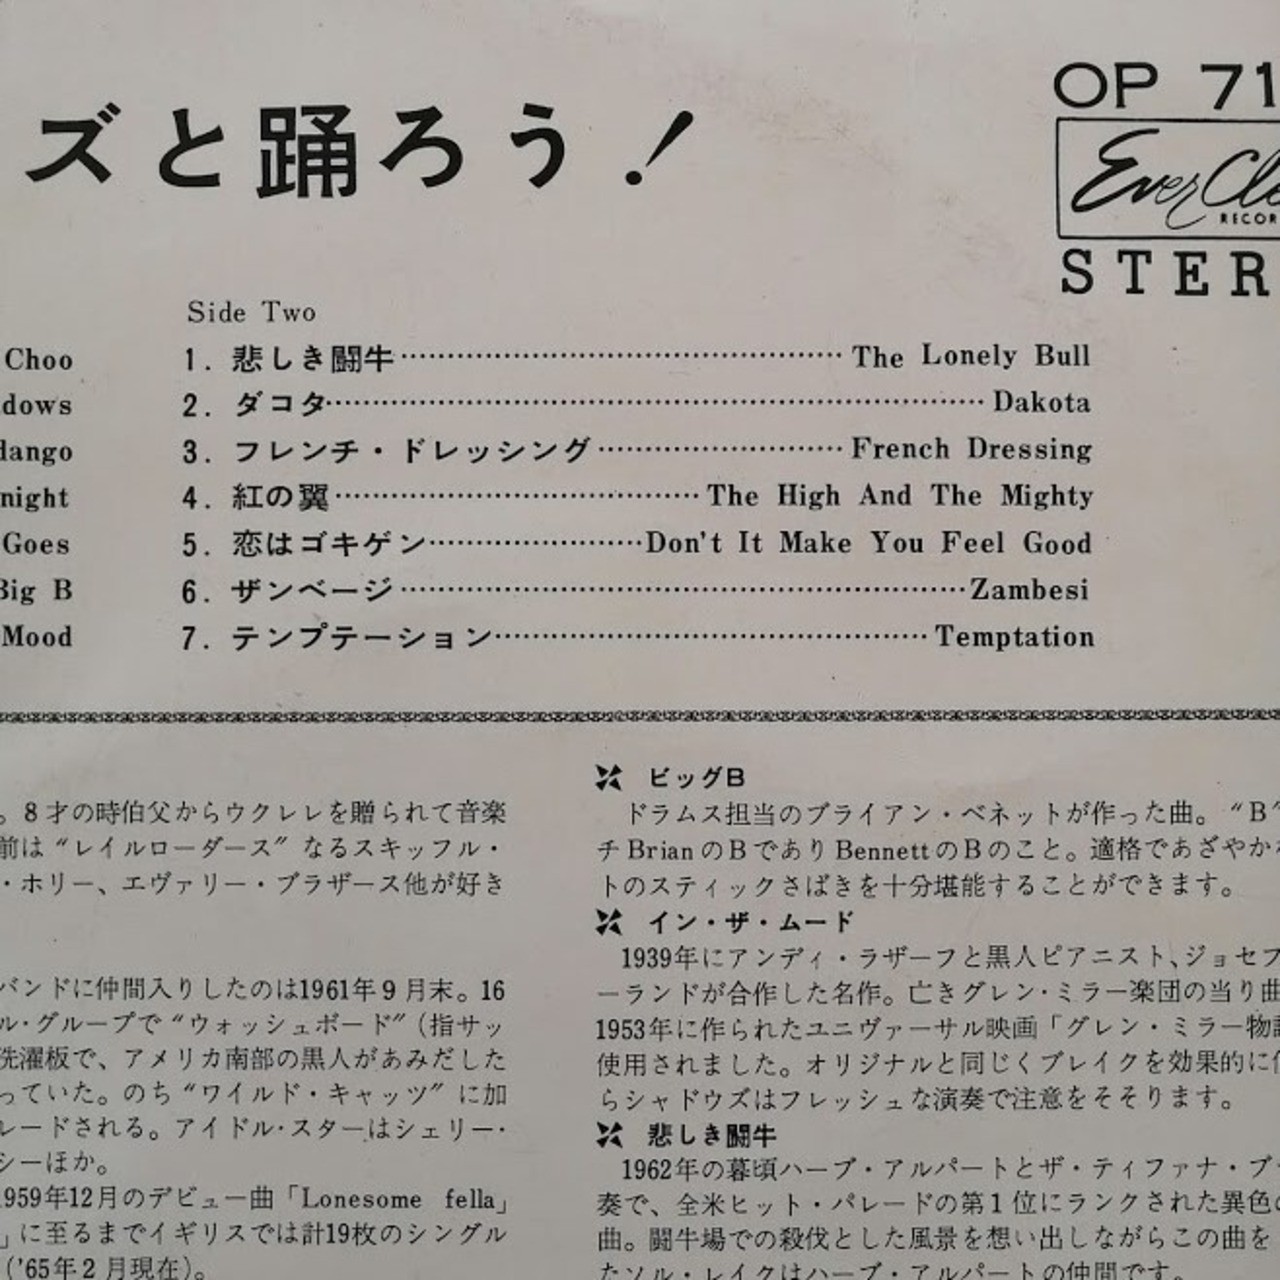 ズと踊ろう！
OP 71
Ever
RECOR
STER
Choo
dows
dango
night
Goes
Big B
Mood
Side Two
1. 悲しき闘牛 The Lonely Bull
2. ダコタ Dakota
3. フレンチ・ドレッシング French Dressing
4. 紅の翼 The High And The Mighty
5. 恋はゴキゲン Don't It Make You Feel Good
6. ザンベージ Zambesi
7. テンプテーション Temptation
。8才の時伯父からウクレレを贈られて音楽
前は“レイルローダース”なるスキッフル・
・ホリー、エヴァリー・ブラザース他が好き
バンドに仲間入りしたのは1961年9月末。16
ル・グループで“ウォッシュボード”(指サッ
洗濯板で、アメリカ南部の黒人があみだした
っていた。のち“ワイルド・キャッツ”に加
レードされる。アイドル・スターはシェリー・
シーほか。
1959年12月のデビュー曲「Lonesome fella」
」に至るまでイギリスでは計19枚のシングル
('65年2月現在)。
ビッグB
ドラムス担当のブライアン・ベネットが作った曲。“B”
チBrianのBでありBennettのBのこと。適格であざやかな
トのスティックさばきを十分堪能することができます。
イン・ザ・ムード
1939年にアンディ・ラザーフと黒人ピアニスト、ジョセフ
ーランドが合作した名作。亡きグレン・ミラー楽団の当り曲
1953年に作られたユニヴァーサル映画「グレン・ミラー物語
使用されました。オリジナルと同じくブレイクを効果的に使
らシャドウズはフレッシュな演奏で注意をそそります。
悲しき闘牛
1962年の暮頃ハーブ・アルパートとザ・ティファナ・ブ
奏で、全米ヒット・パレードの第1位にランクされた異色の
曲。闘牛場での殺伐とした風景を想い出しながらこの曲を
たソル・レイクはハーブ・アルパートの仲間です。